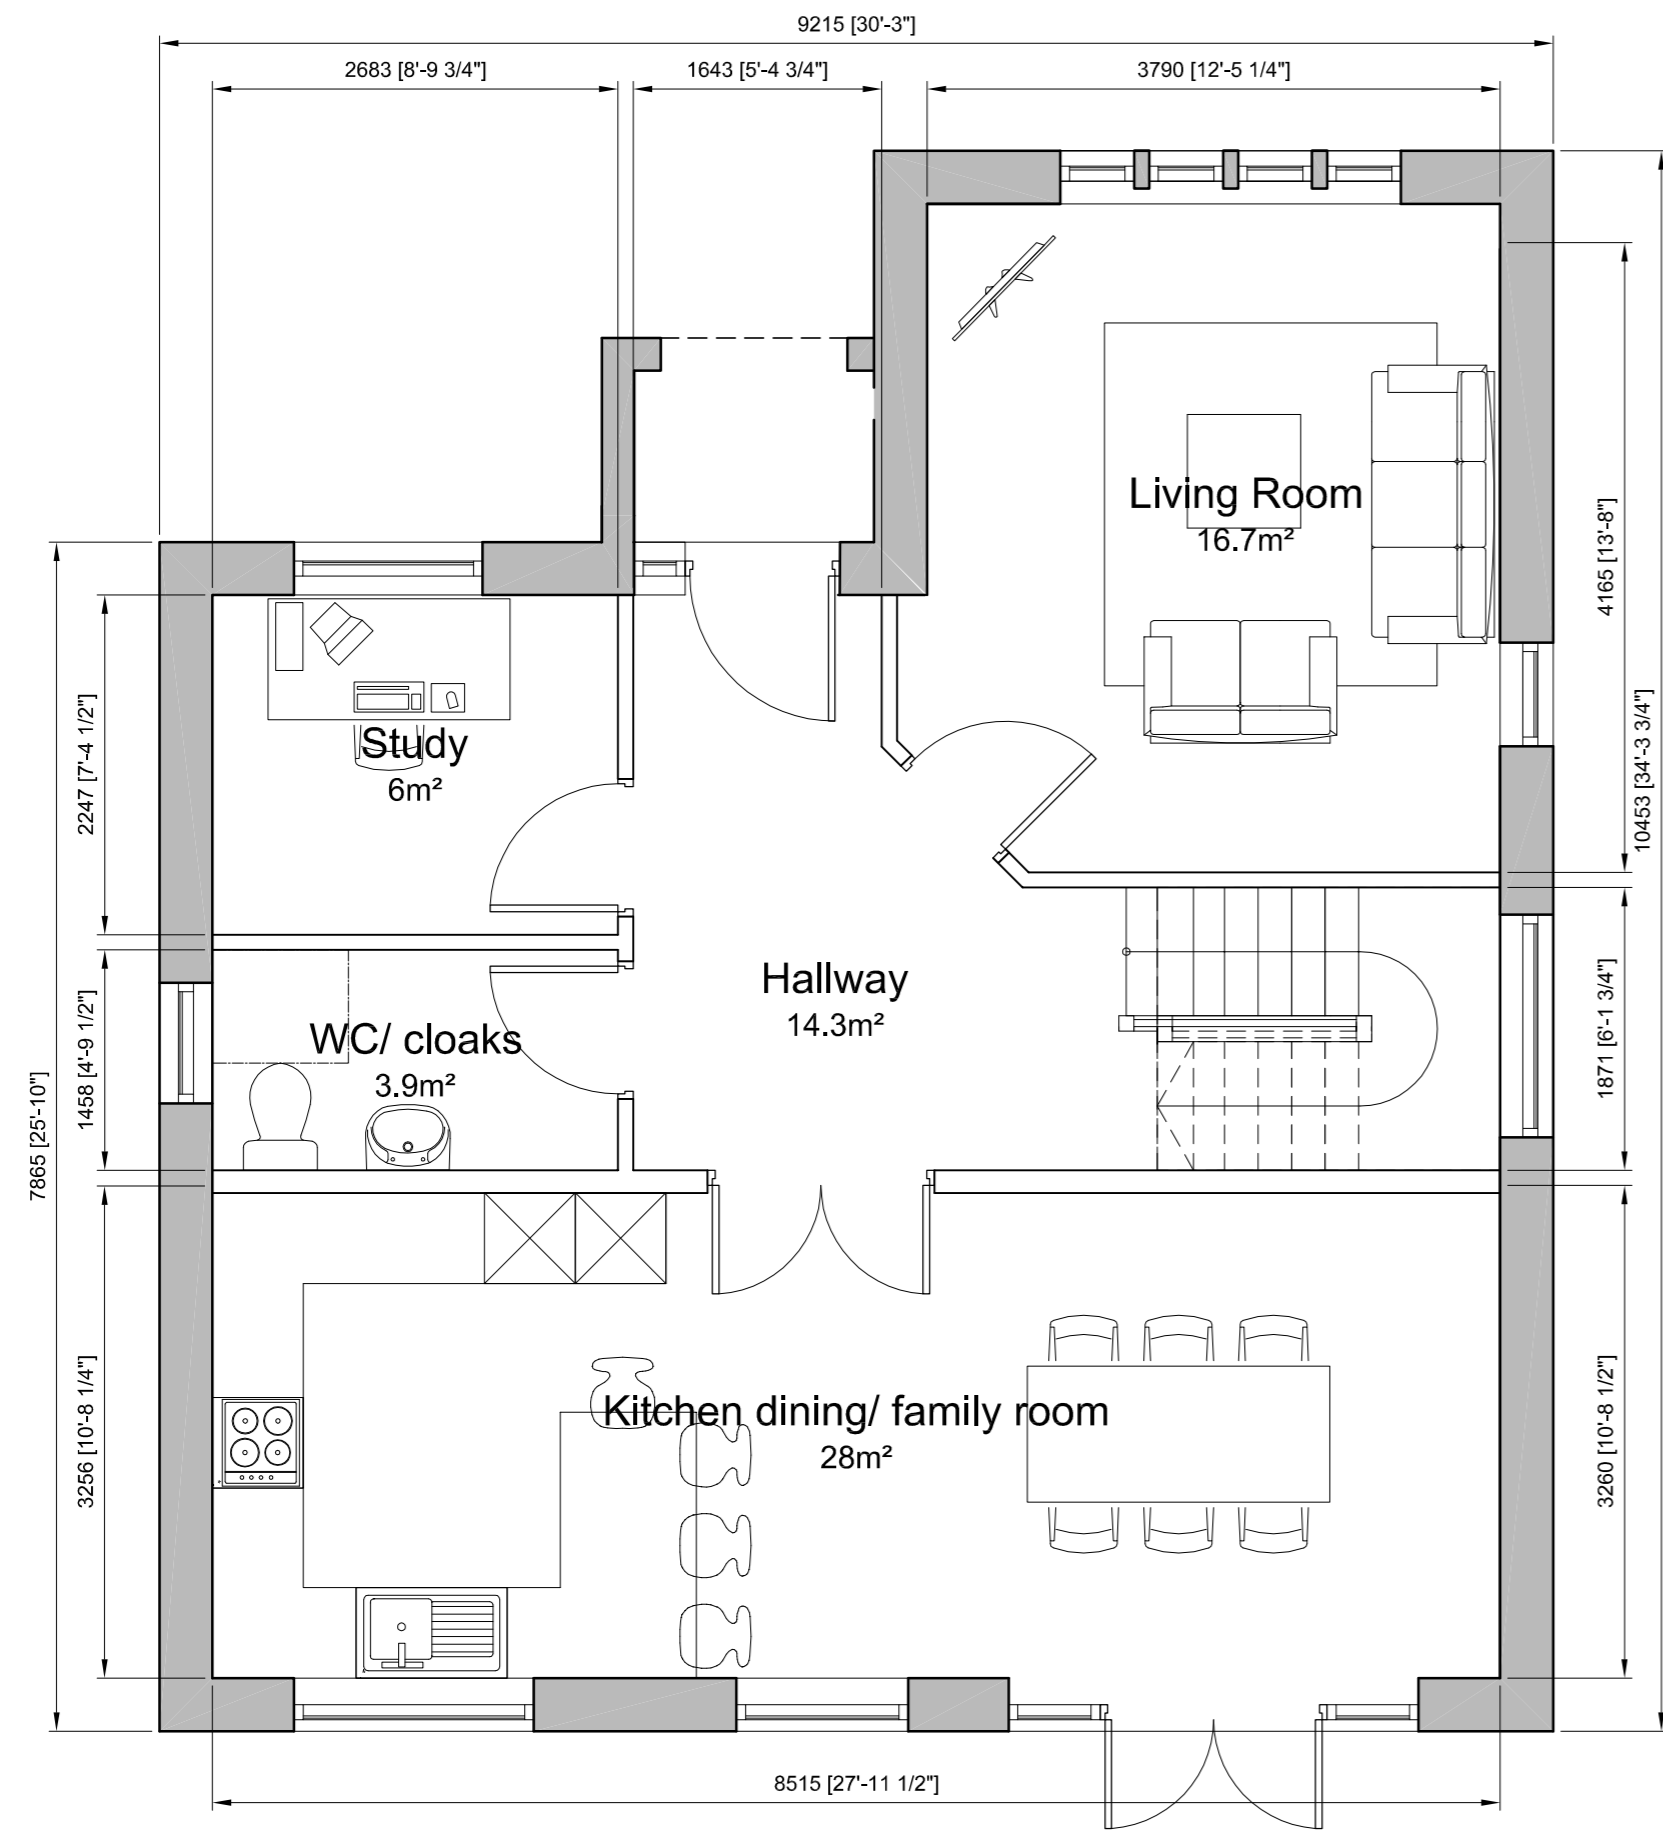 9215 [30'-3"]
2683 [8'-9 3/4"]
1643 [5'-4 3/4"]
3790 [12'-5 1/4"]
Living Room
16.7m²
4165 [13'-8"]
10453 [34'-3 3/4"]
Study
6m²
2247 [7'-4 1/2"]
Hallway
14.3m²
1871 [6'-1 3/4"]
WC/ cloaks
3.9m²
1458 [4'-9 1/2"]
7865 [25'-10"]
Kitchen dining/ family room
28m²
3256 [10'-8 1/4"]
3260 [10'-8 1/2"]
8515 [27'-11 1/2"]